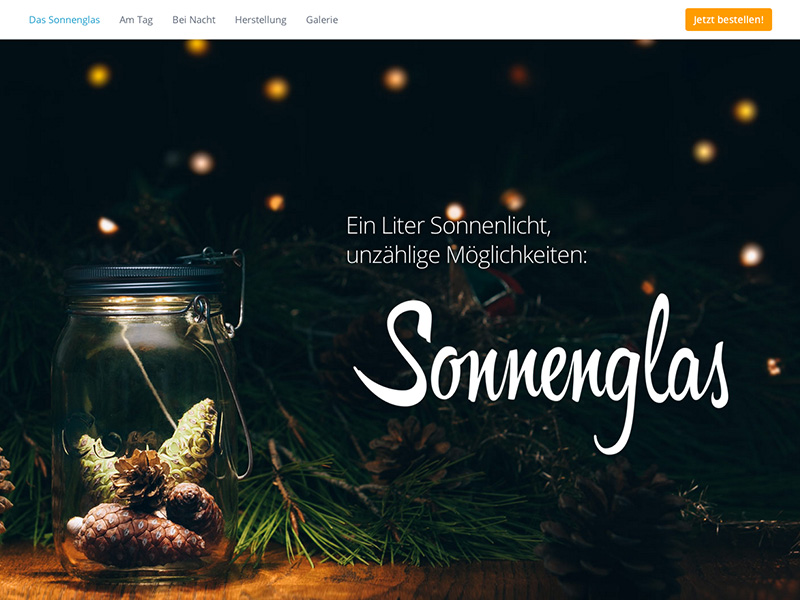 Das Sonnenglas Am Tag Bei Nacht Herstellung Galerie Jetzt bestellen!
Ein Liter Sonnenlicht,
unzählige Möglichkeiten:
Sonnenglas